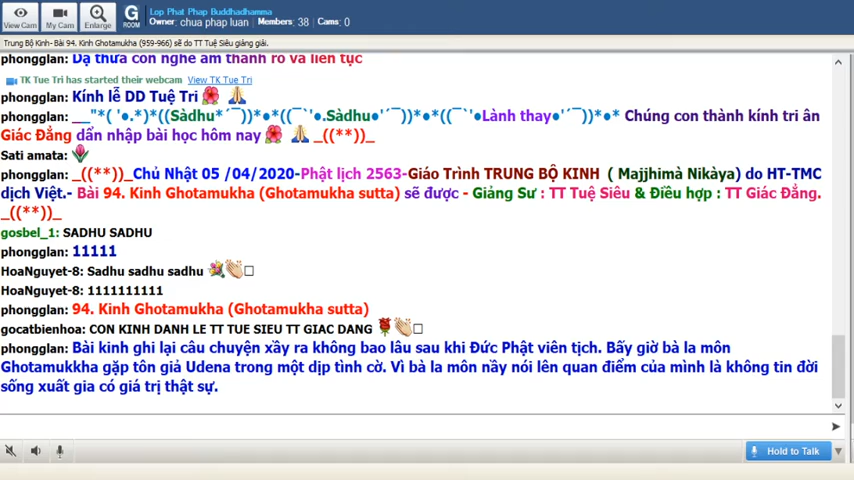 Lop Phat Phap Buddhadhamma
Owner: chua phap luan Members: 38 Cams: 0
View Cam My Cam Enlarge G ROOM
Trung Bộ Kinh- Bài 94. Kinh Ghotamukha (959-966) sẽ do TT Tuệ Siêu giảng giải.
phongglan: Dạ thưa con nghe âm thanh rõ và liên tục
TK Tue Tri has started their webcam View TK Tue Tri
phongglan: Kính lễ DD Tuệ Tri 🌺 🙏
phongglan: __"*( '●.*)*((Sàdhu*´¯))*●*((¯`'●.Sàdhu●'´¯))*●*((¯`'●Lành thay●'´¯))*●* Chúng con thành kính tri ân
Giác Đẳng dẩn nhập bài học hôm nay 🌺 🙏 _((**))_
Sati amata: 🌷
phongglan: _((**))_Chủ Nhật 05 /04/2020-Phật lịch 2563-Giáo Trình TRUNG BỘ KINH ( Majjhimà Nikàya) do HT-TMC
dịch Việt.- Bài 94. Kinh Ghotamukha (Ghotamukha sutta) sẽ được - Giảng Sư : TT Tuệ Siêu & Điều hợp : TT Giác Đẳng.
_((**))_
gosbel_1: SADHU SADHU
phongglan: 11111
HoaNguyet-8: Sadhu sadhu sadhu 💐👏□
HoaNguyet-8: 1111111111
phongglan: 94. Kinh Ghotamukha (Ghotamukha sutta)
gocatbienhoa: CON KINH DANH LE TT TUE SIEU TT GIAC DANG 🌹👏□
phongglan: Bài kinh ghi lại câu chuyện xảy ra không bao lâu sau khi Đức Phật viên tịch. Bấy giờ bà la môn
Ghotamukkha gặp tôn giả Udena trong một dịp tình cờ. Vì bà la môn nầy nói lên quan điểm của mình là không tin đời
sống xuất gia có giá trị thật sự.
Hold to Talk